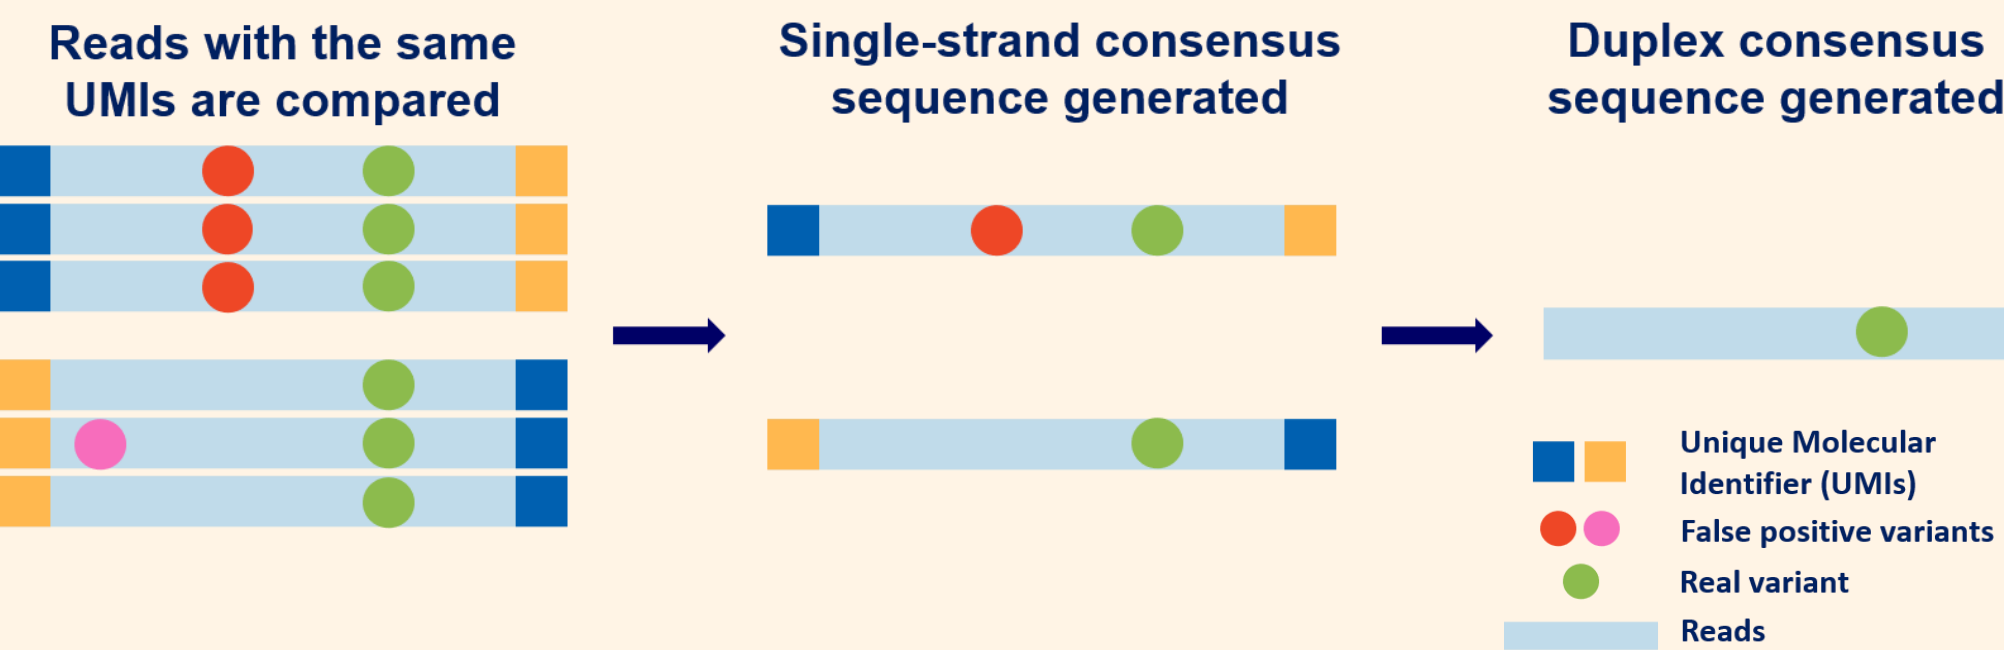 Reads with the same
UMIs are compared
Single-strand consensus
sequence generated
Duplex consensus
sequence generated
Unique Molecular
Identifier (UMIs)
False positive variants
Real variant
Reads